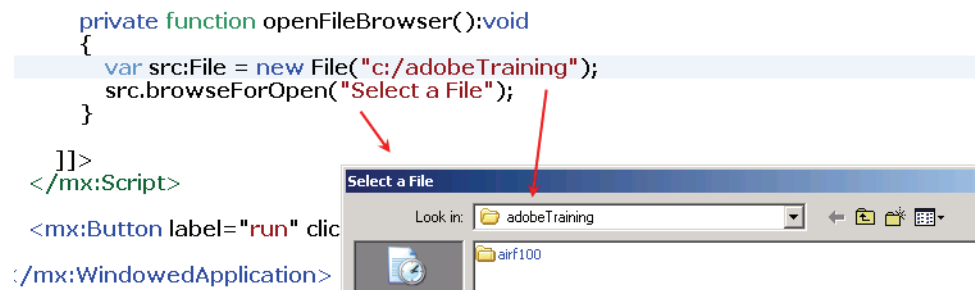 private function openFileBrowser():void
{
var src:File = new File("c:/adobeTraining");
src.browseForOpen("Select a File");
}
]]>
</mx:Script>
Select a File
Look in: adobeTraining
<mx:Button label="run" clic
airf100
/mx:WindowedApplication>